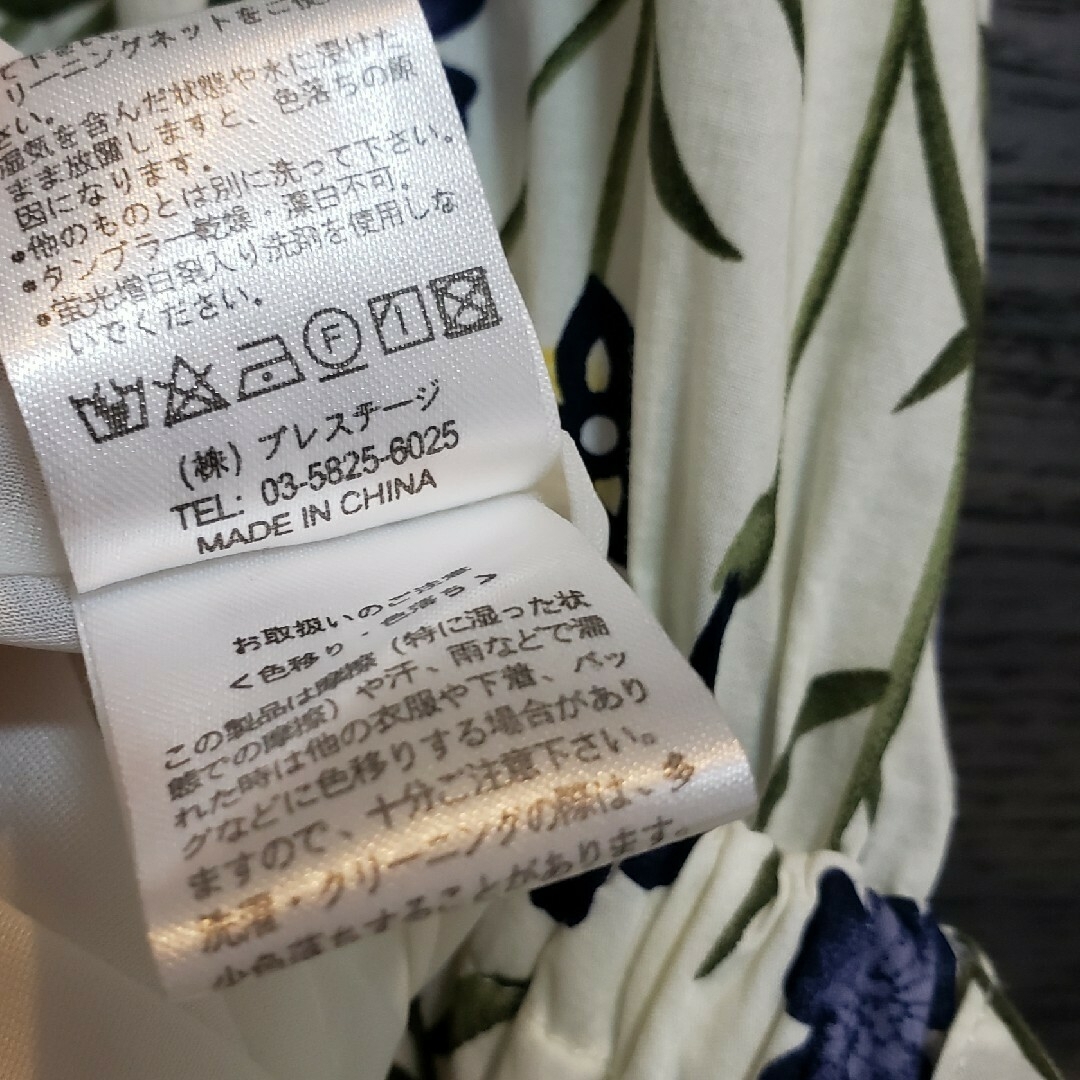 リーニングネットをご使
さい。
湿気を含んだ状態や水に浸けた
まま放置しますと、色落ちの原
因になります。
•他のものとは別に洗って下さい。
•タンブラー乾燥・漂白不可。
•蛍光増白剤入り洗剤を使用しな
いでください。
F
(株) プレステージ
TEL: 03-5825-6025
MADE IN CHINA
お取扱いのご注意
<色移り・色落ち>
この製品は摩擦 (特に湿った状
態での摩擦) や汗、雨などで濡
れた時は他の衣服や下着、バッ
グなどに色移りする場合があり
ますので、十分ご注意下さい。
洗濯・クリーニングの際は、多
少色落ちすることがあります。